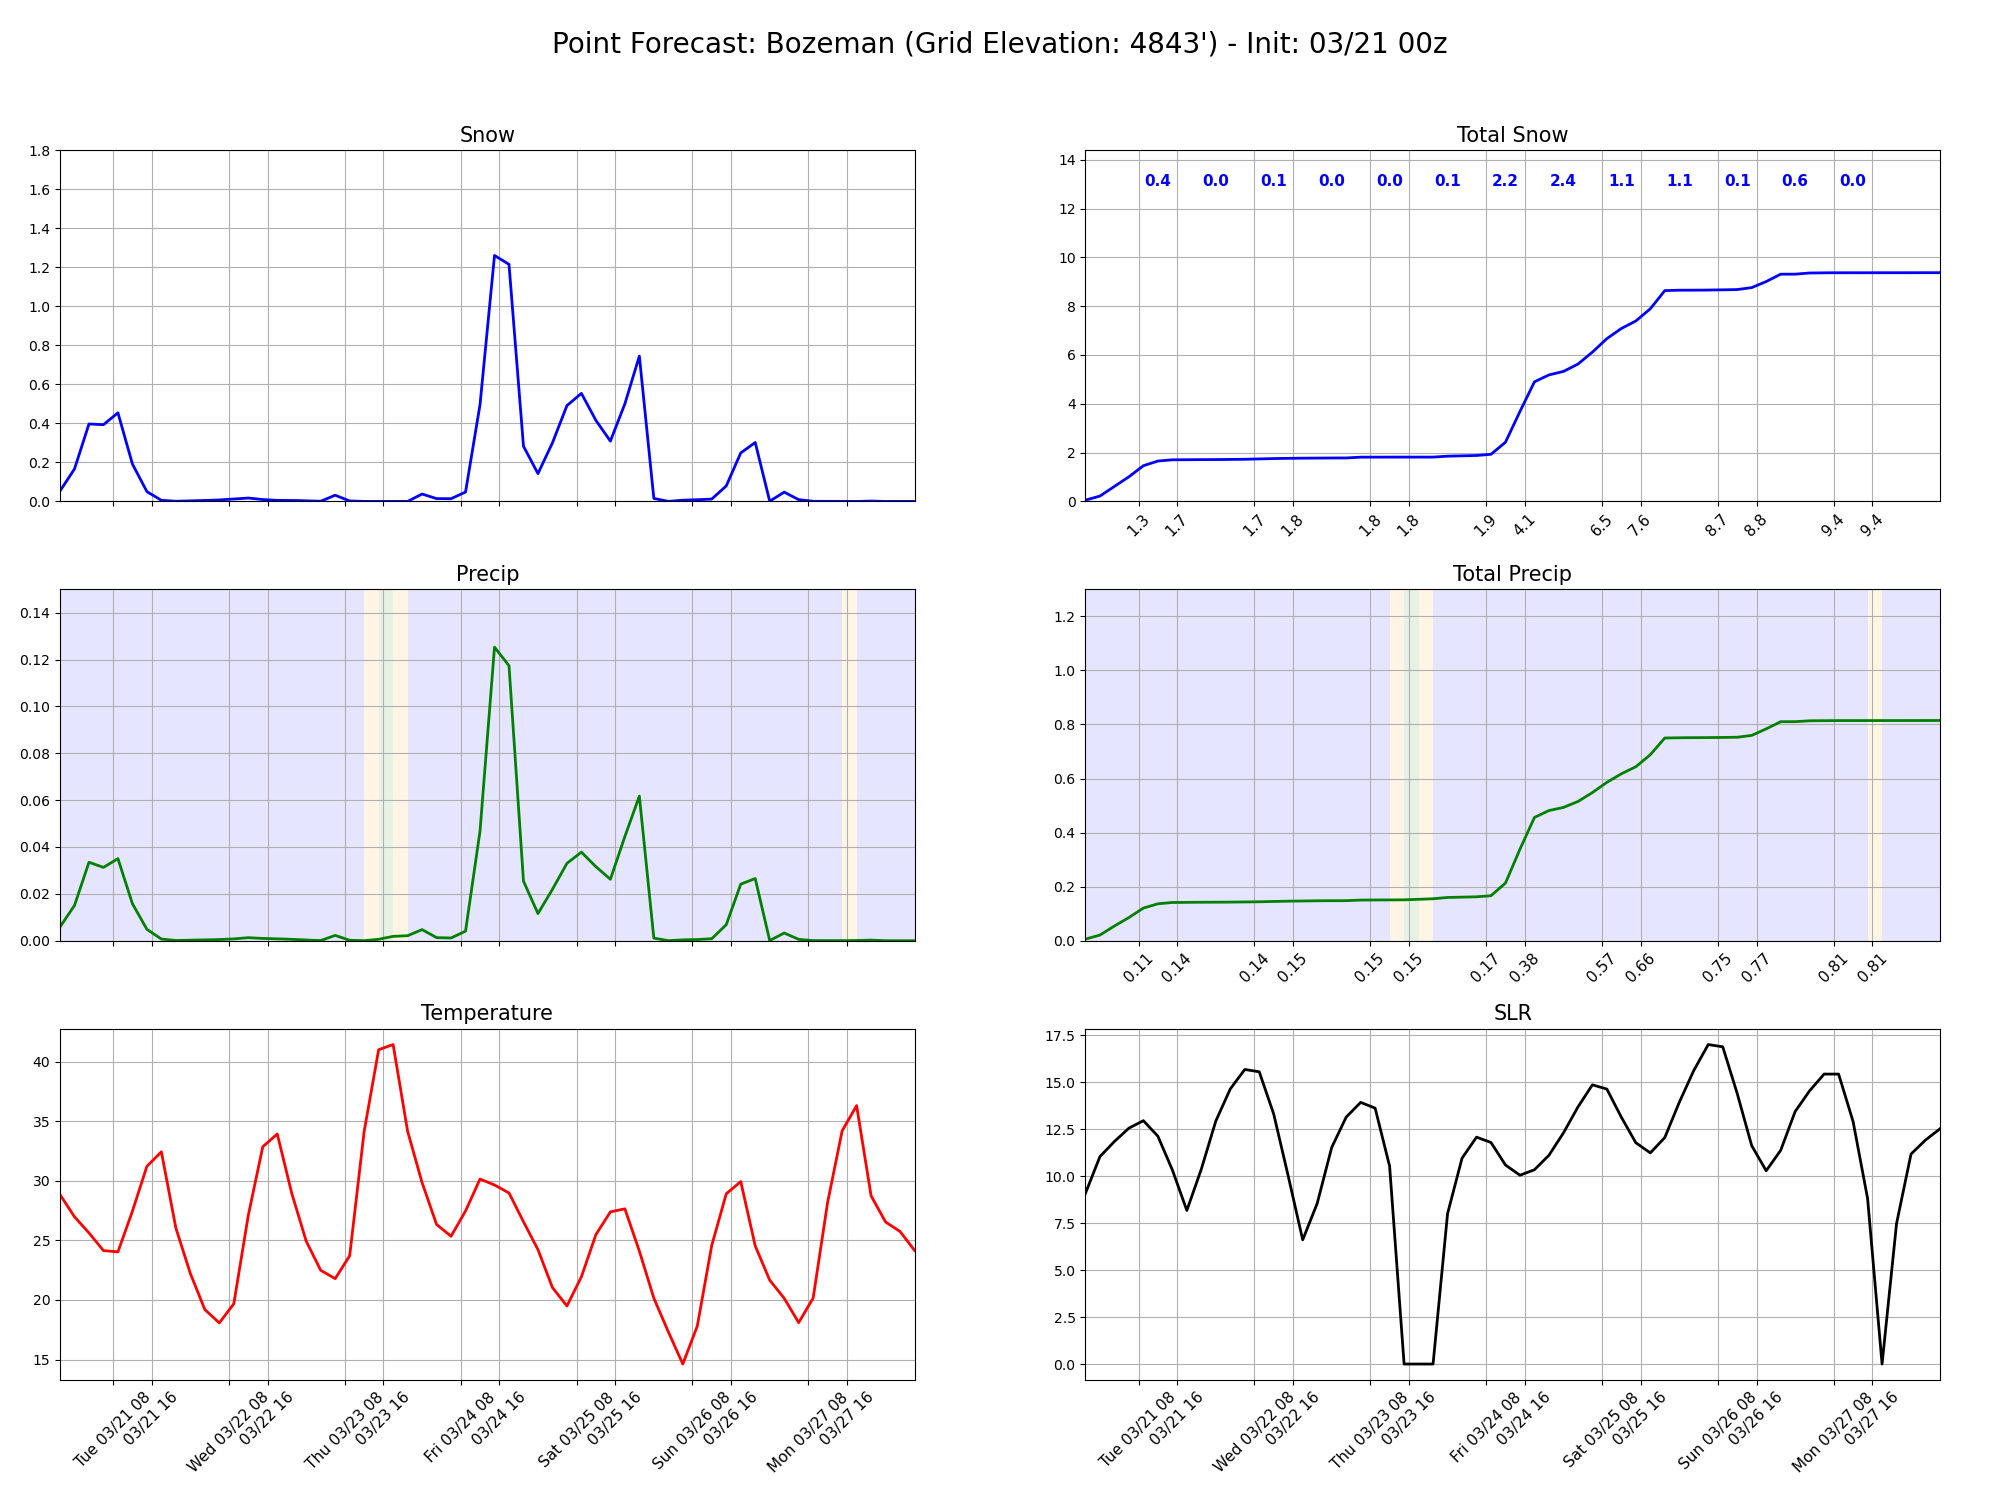 Point Forecast: Bozeman (Grid Elevation: 4843') - Init: 03/21 00z
Snow
1.8
1.6
1.4
1.2
1.0
0.8
0.6
0.4
0.2
0.0
Total Snow
14
12
10
8
6
4
2
0
0.4 0.0 0.1 0.0 0.0 0.1 2.2 2.4 1.1 1.1 0.1 0.6 0.0
1.3 1.7 1.7 1.8 1.8 1.8 1.9 4.1 6.5 7.6 8.7 8.8 9.4 9.4
Precip
0.14
0.12
0.10
0.08
0.06
0.04
0.02
0.00
Total Precip
1.2
1.0
0.8
0.6
0.4
0.2
0.0
0.11 0.14 0.14 0.15 0.15 0.15 0.17 0.38 0.57 0.66 0.75 0.77 0.81 0.81
Temperature
40
35
30
25
20
15
Tue 03/21 08
03/21 16
Wed 03/22 08
03/22 16
Thu 03/23 08
03/23 16
Fri 03/24 08
03/24 16
Sat 03/25 08
03/25 16
Sun 03/26 08
03/26 16
Mon 03/27 08
03/27 16
SLR
17.5
15.0
12.5
10.0
7.5
5.0
2.5
0.0
Tue 03/21 08
03/21 16
Wed 03/22 08
03/22 16
Thu 03/23 08
03/23 16
Fri 03/24 08
03/24 16
Sat 03/25 08
03/25 16
Sun 03/26 08
03/26 16
Mon 03/27 08
03/27 16